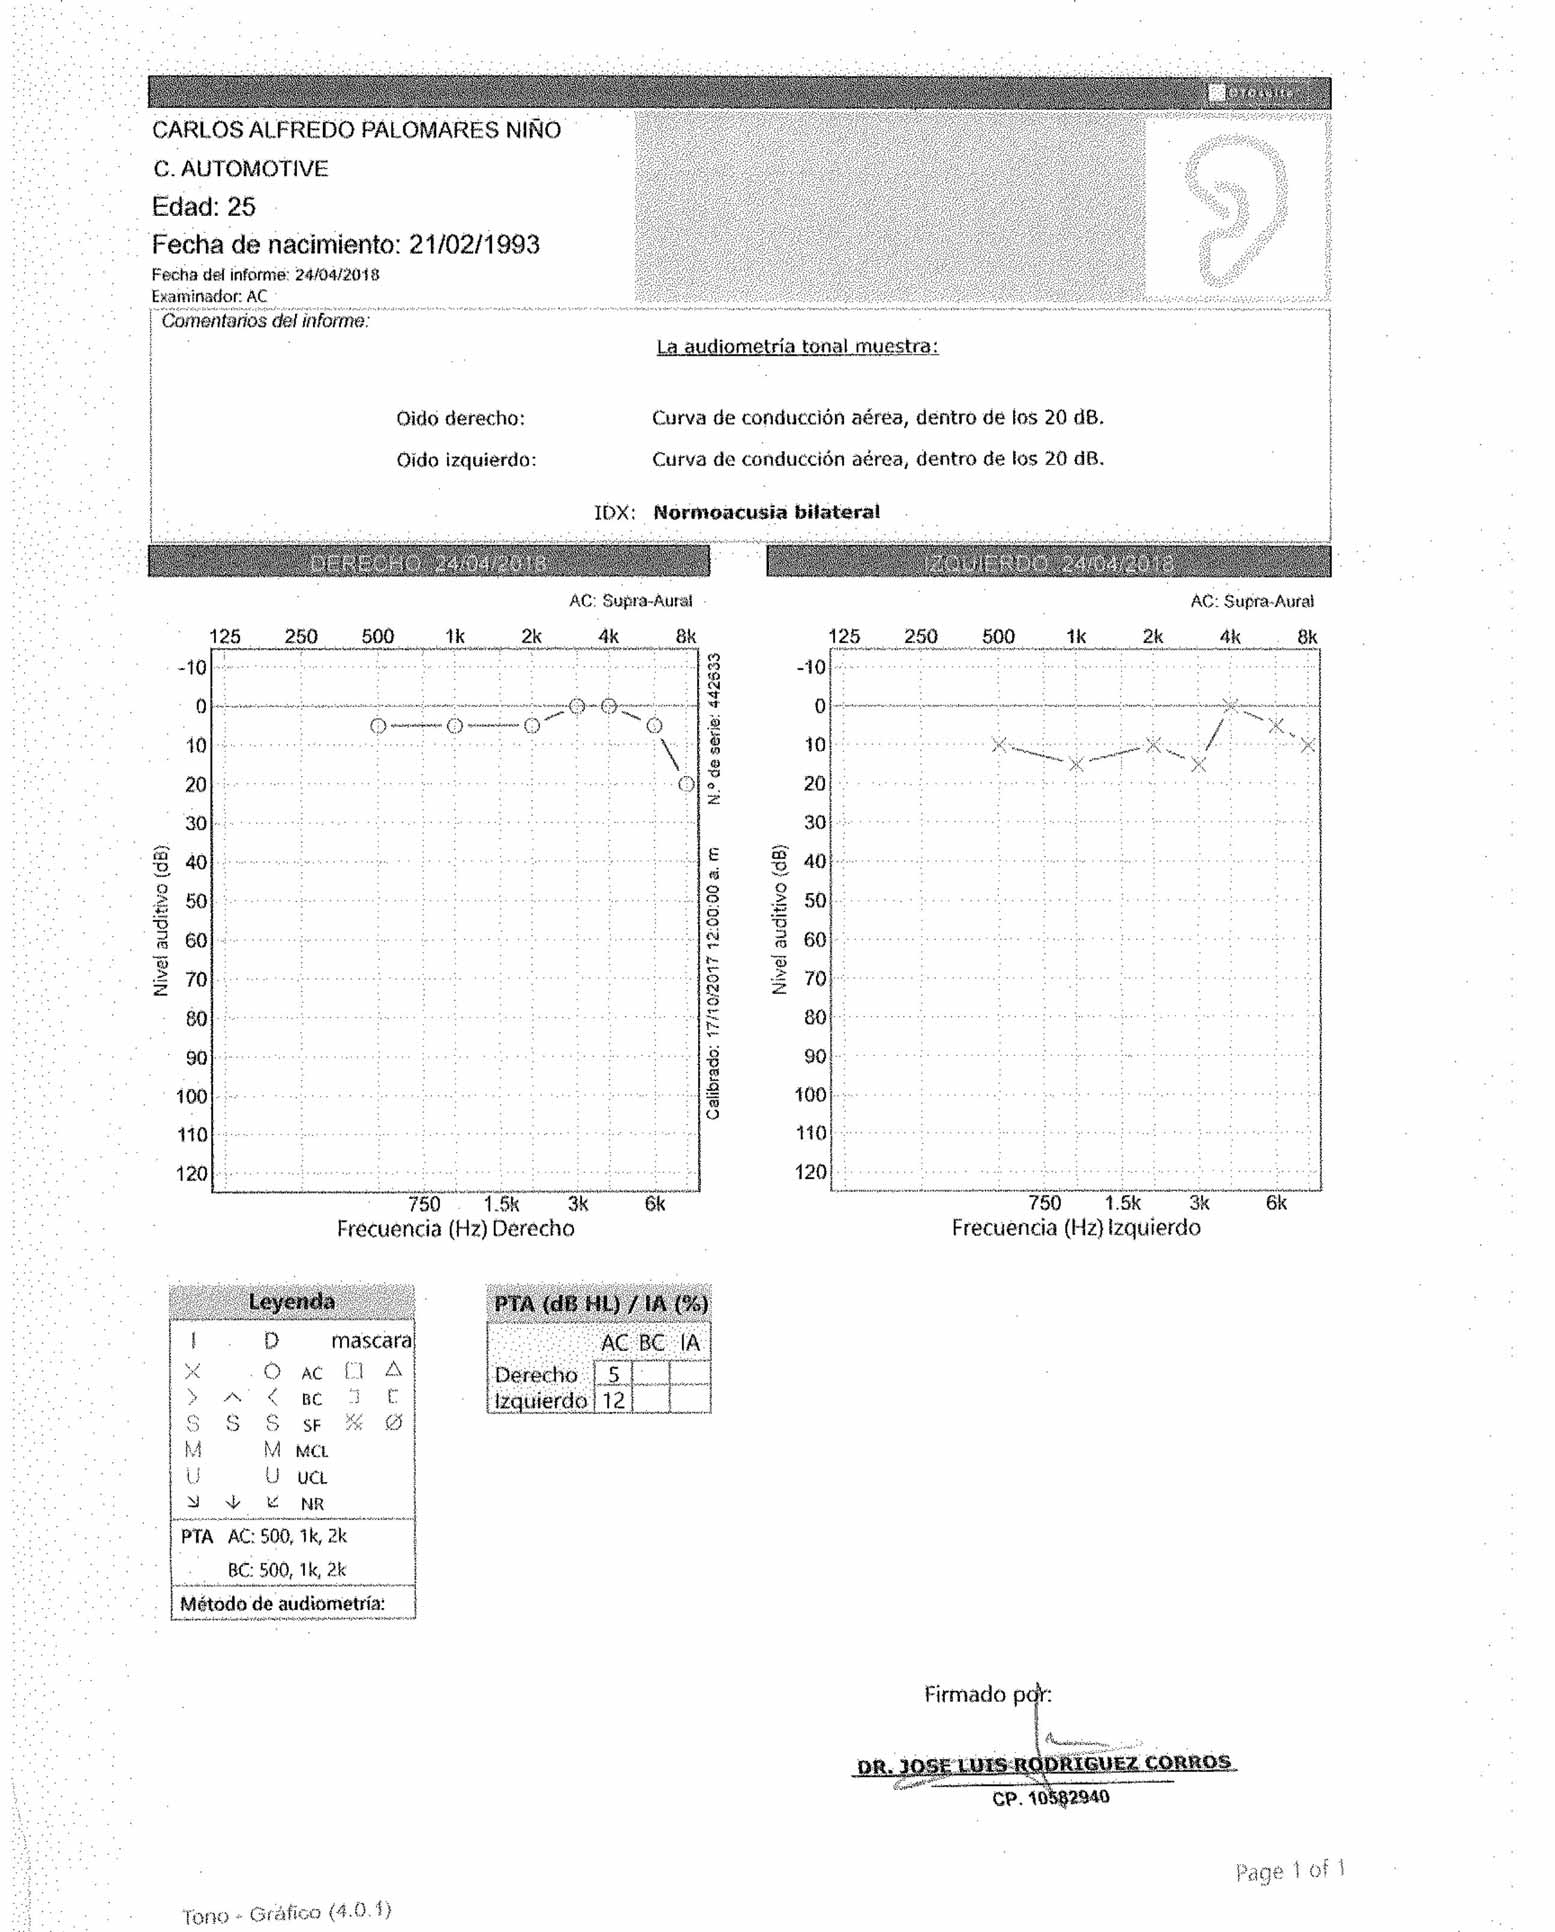 OTOsuite
CARLOS ALFREDO PALOMARES NIÑO
C. AUTOMOTIVE
Edad: 25
Fecha de nacimiento: 21/02/1993
Fecha del informe: 24/04/2018
Examinador: AC
Comentarios del informe:
La audiometría tonal muestra:
Oido derecho: Curva de conducción aérea, dentro de los 20 dB.
Oido izquierdo: Curva de conducción aérea, dentro de los 20 dB.
IDX: Normoacusia bilateral
DERECHO 24/04/2018
AC: Supra-Aural
125 250 500 1k 2k 4k 8k
-10
0
10
20
30
40
50
60
70
80
90
100
110
120
Nivel auditivo (dB)
750 1.5k 3k 6k
Frecuencia (Hz) Derecho
Calibrado: 17/10/2017 12:00:00 a. m N.º de serie: 442633
IZQUIERDO 24/04/2018
AC: Supra-Aural
125 250 500 1k 2k 4k 8k
-10
0
10
20
30
40
50
60
70
80
90
100
110
120
Nivel auditivo (dB)
750 1.5k 3k 6k
Frecuencia (Hz) Izquierdo
Leyenda
I D mascara
AC
BC
S S S SF
M M MCL
U U UCL
NR
PTA AC: 500, 1k, 2k
BC: 500, 1k, 2k
Método de audiometría:
PTA (dB HL) / IA (%)
AC BC IA
Derecho 5
Izquierdo 12
Firmado por:
DR. JOSE LUIS RODRIGUEZ CORROS
CP. 10582940
Page 1 of 1
Tono - Gráfico (4.0.1)